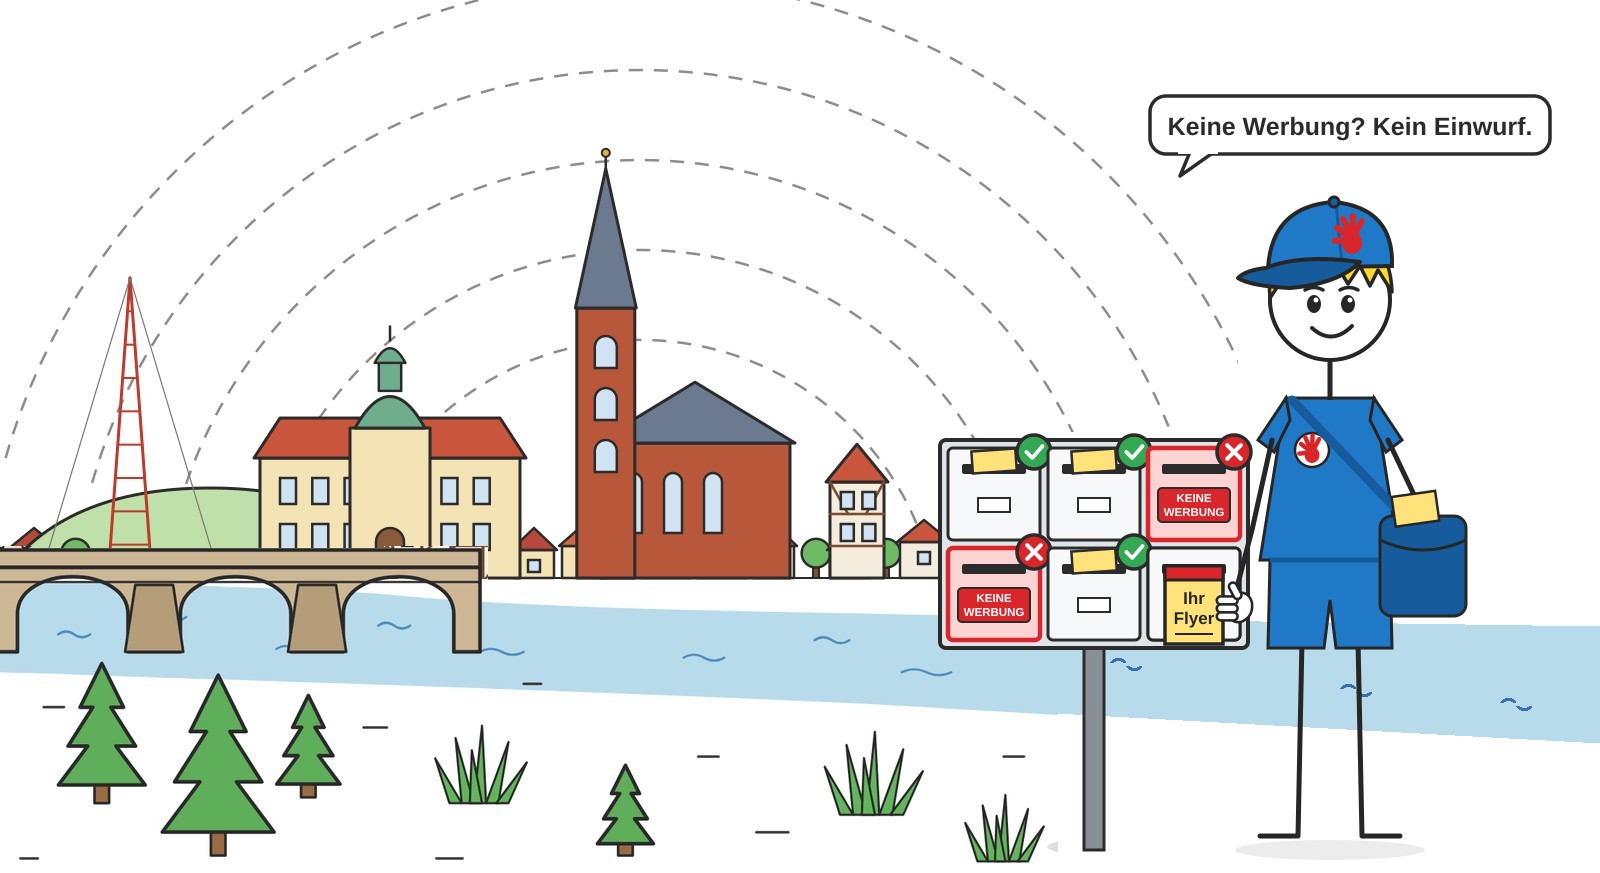 Keine Werbung? Kein Einwurf.
KEINE
WERBUNG
KEINE
WERBUNG
Ihr
Flyer